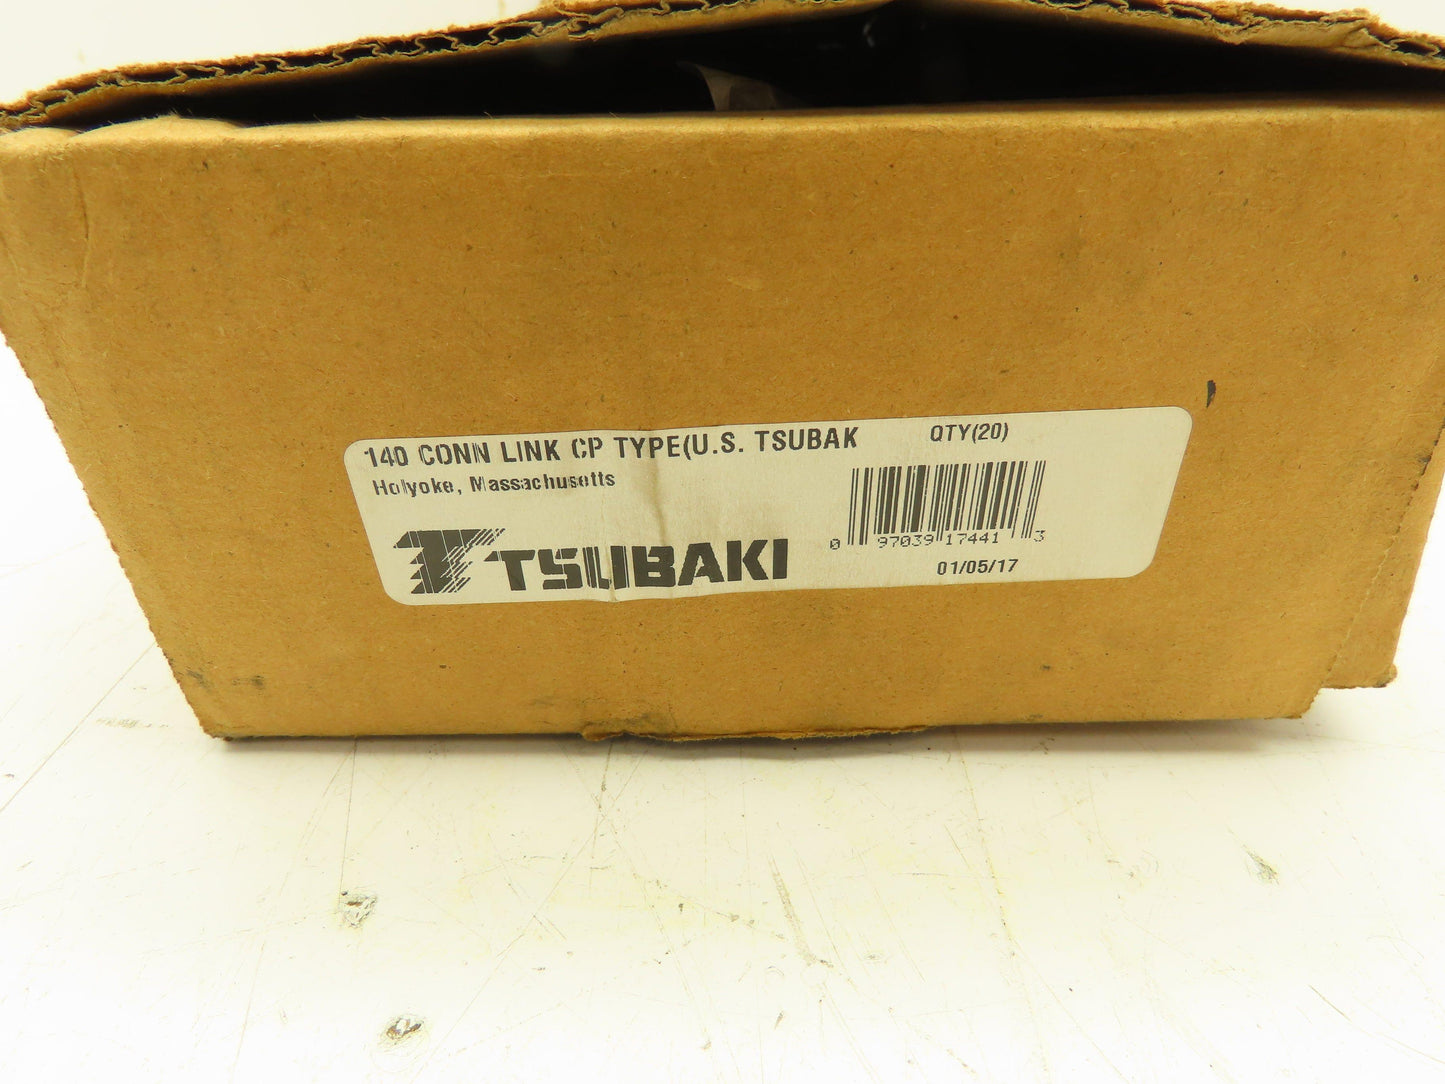 140 CONN LINK CP TYPE(U.S. TSUBAK
QTY(20)
Holyoke, Massachusetts
TSUBAKI
0 97039 17441 3
01/05/17